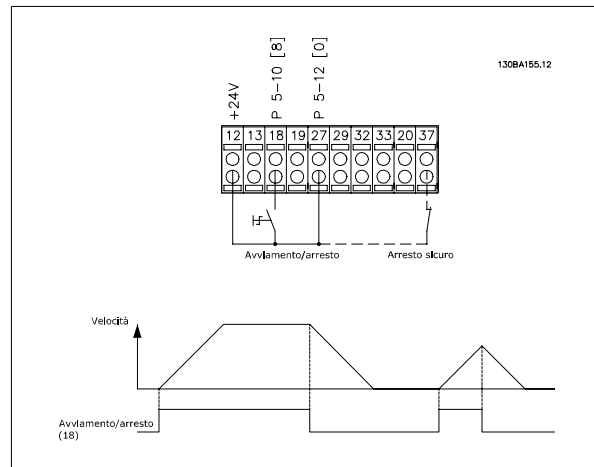 130BA155.12
+24V
P 5-10 [8]
P 5-12 [0]
12 13 18 19 27 29 32 33 20 37
Avviamento/arresto
Arresto sicuro
Velocità
Avviamento/arresto
(18)